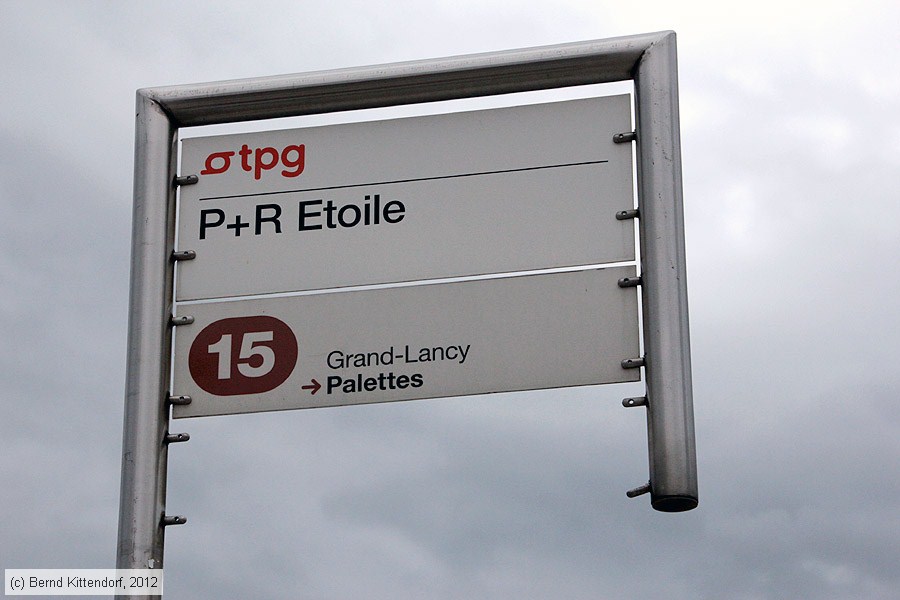 tpg
P+R Etoile
15
Grand-Lancy
→ Palettes
(c) Bernd Kittendorf, 2012